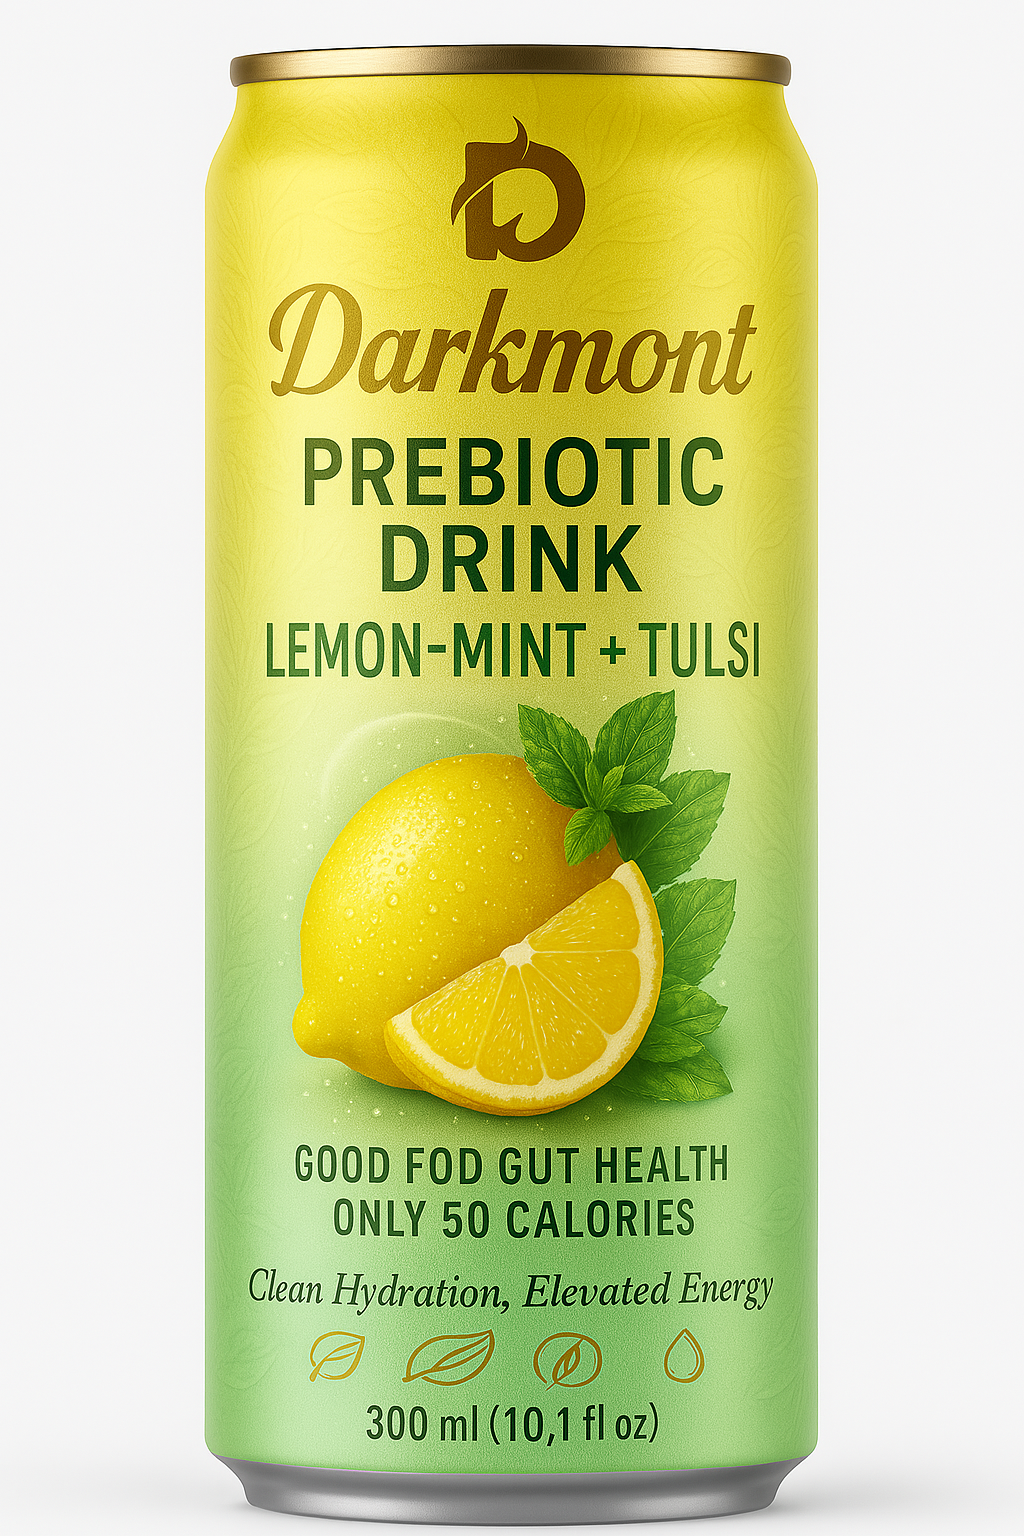 Darkmont
PREBIOTIC
DRINK
LEMON-MINT + TULSI
GOOD FOD GUT HEALTH
ONLY 50 CALORIES
Clean Hydration, Elevated Energy
300 ml (10,1 fl oz)